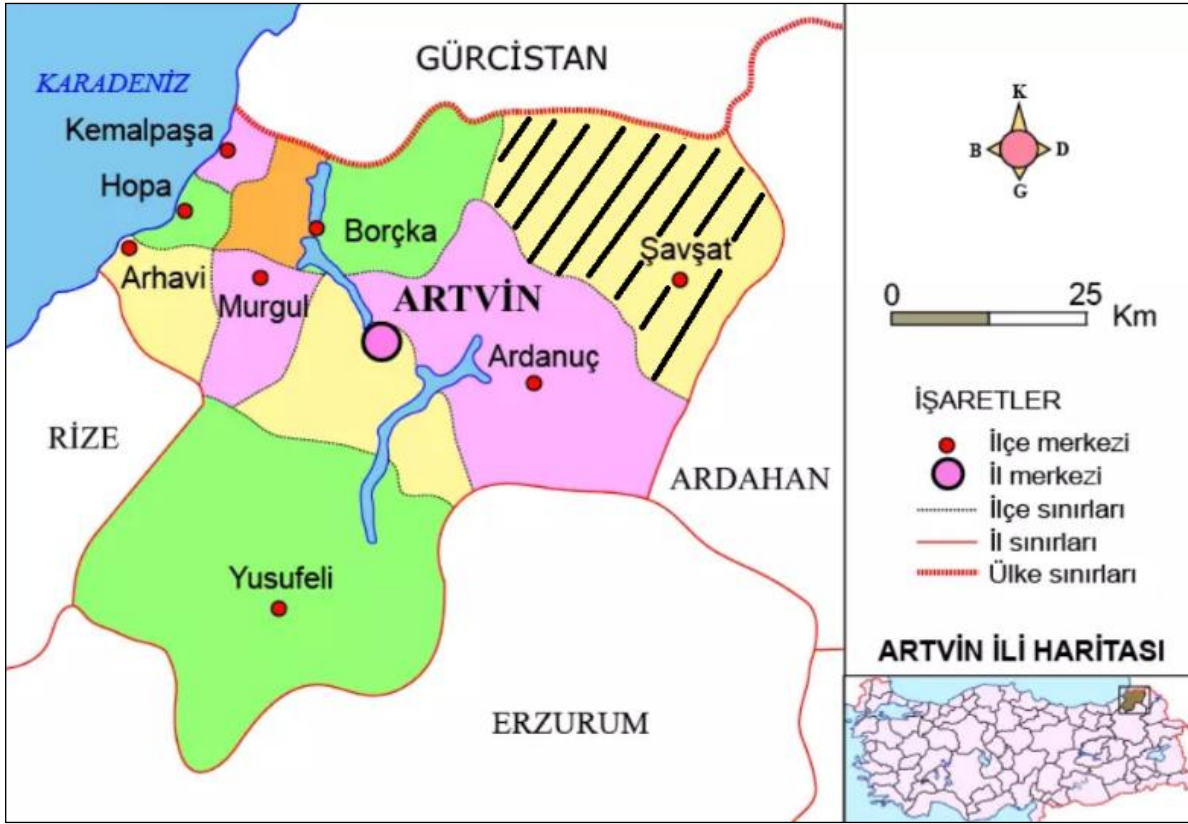 GÜRCİSTAN
KARADENİZ
Kemalpaşa
Hopa
Borçka
Şavşat
Arhavi
Murgul
ARTVİN
Ardanuç
RİZE
ARDAHAN
Yusufeli
ERZURUM
K
B D
G
0 25 Km
İŞARETLER
İlçe merkezi
İl merkezi
İlçe sınırları
İl sınırları
Ülke sınırları
ARTVİN İLİ HARİTASI